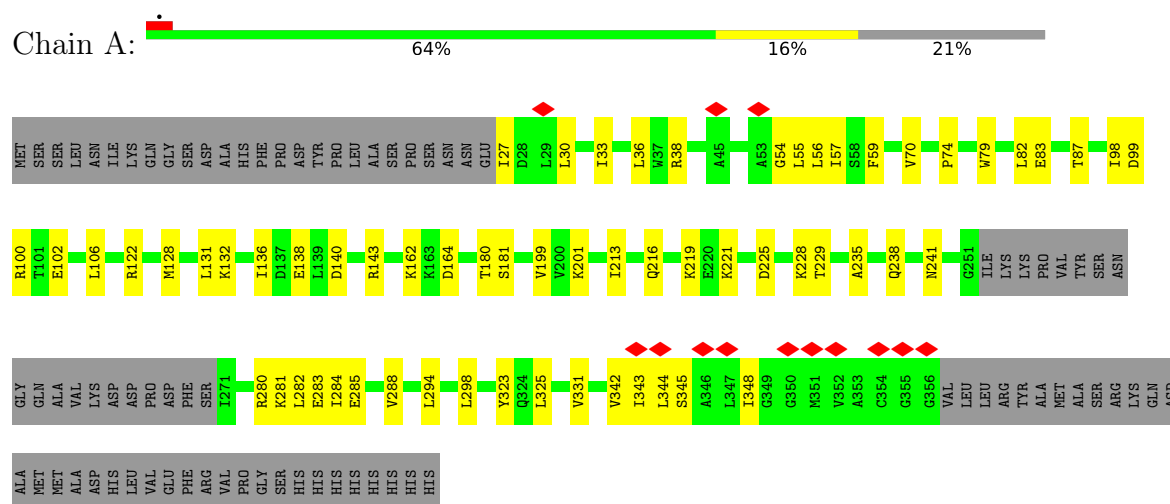 Chain A:
64% 16% 21%
MET SER SER LEU ASN ILE LYS GLN GLY SER ASP ALA HIS PHE PRO ASP TYR PRO LEU ALA SER PRO SER ASN ASN GLU I27 D28 L29 L30 I33 L36 W37 R38 A45 A53 G54 L55 L56 I57 S58 F59 V70 P74 W79 L82 E83 T87 I98 D99
R100 T101 E102 L106 R122 M128 L131 K132 I136 D137 E138 L139 D140 R143 K162 K163 D164 T180 S181 V199 V200 K201 I213 Q216 K219 E220 K221 D225 K228 T229 A235 Q238 N241 G251 ILE LYS LYS PRO VAL TYR SER ASN
GLY GLN ALA VAL LYS ASP ASP PRO ASP PHE SER I271 R280 K281 L282 E283 I284 E285 V288 L294 L298 Y323 Q324 L325 V331 V342 I343 L344 S345 A346 L347 I348 G349 G350 M351 V352 A353 C354 G355 G356 VAL LEU LEU ARG TYR ALA MET ALA SER ARG LYS GLN ASP
ALA MET MET ALA ASP HIS LEU VAL GLU PHE ARG VAL PRO GLY SER HIS HIS HIS HIS HIS HIS HIS HIS